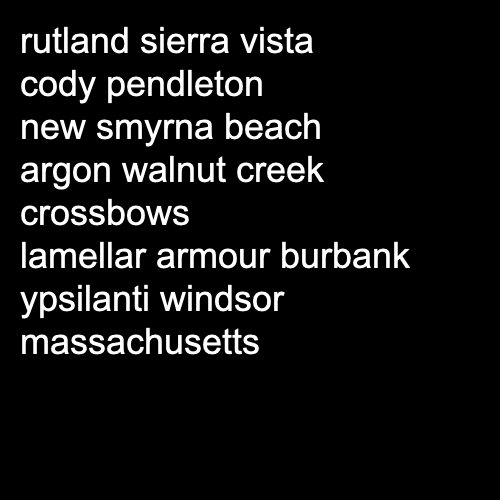 rutland sierra vista
cody pendleton
new smyrna beach
argon walnut creek
crossbows
lamellar armour burbank
ypsilanti windsor
massachusetts